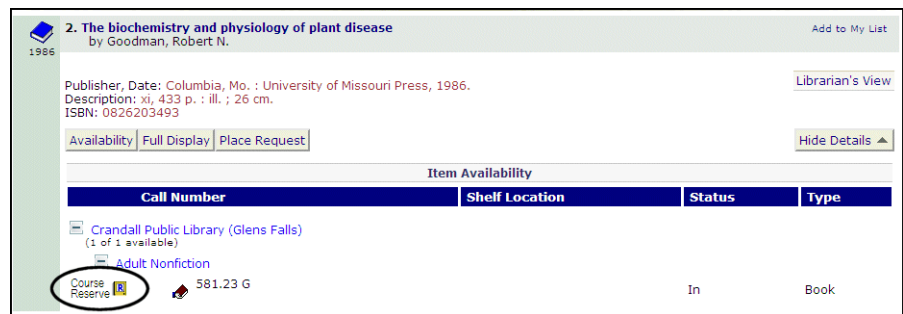 2. The biochemistry and physiology of plant disease
Add to My List
by Goodman, Robert N.
1986
Publisher, Date: Columbia, Mo. : University of Missouri Press, 1986.
Librarian's View
Description: xi, 433 p. : ill. ; 26 cm.
ISBN: 0826203493
Availability Full Display Place Request
Hide Details
Item Availability
Call Number Shelf Location Status Type
Crandall Public Library (Glens Falls)
(1 of 1 available)
Adult Nonfiction
Course
Reserve R 581.23 G In Book